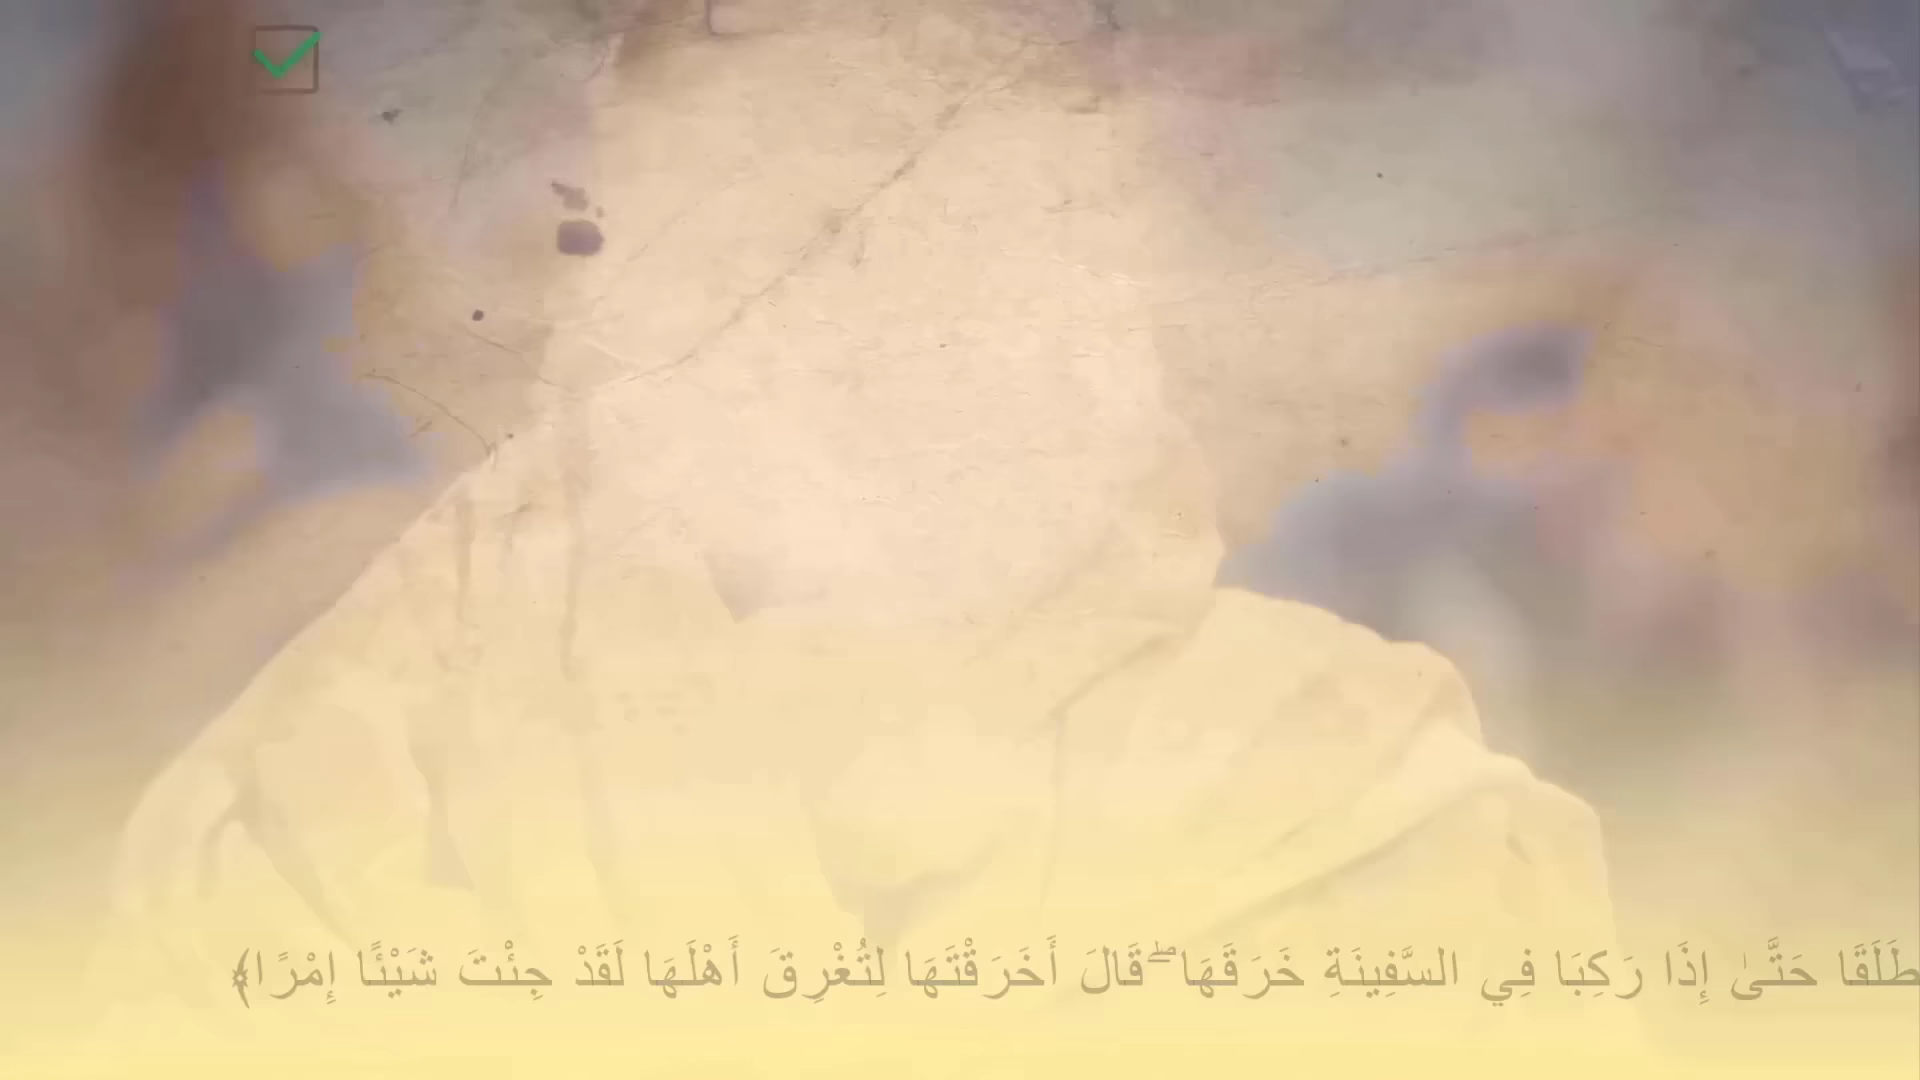 طَلَقَا حَتَّىٰ إِذَا رَكِبَا فِي السَّفِينَةِ خَرَقَهَا ۖ قَالَ أَخَرَقْتَهَا لِتُغْرِقَ أَهْلَهَا لَقَدْ جِئْتَ شَيْئًا إِمْرًا﴾